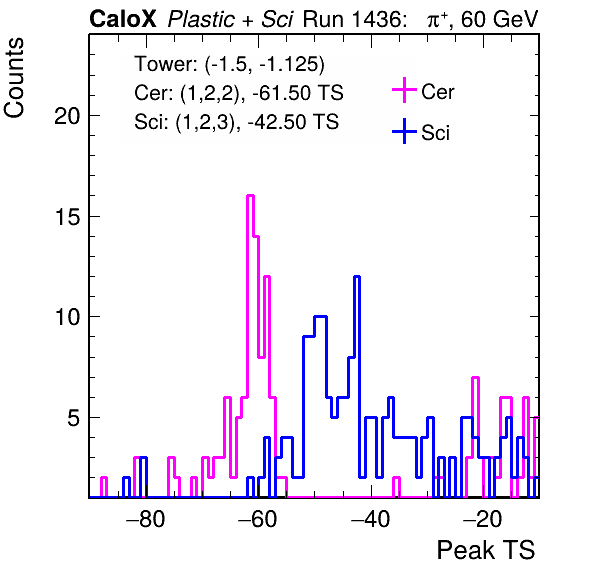 CaloX Plastic + Sci Run 1436: π⁺, 60 GeV
Counts
Tower: (-1.5, -1.125)
Cer: (1,2,2), -61.50 TS
Sci: (1,2,3), -42.50 TS
Cer
Sci
20
15
10
5
−80 −60 −40 −20
Peak TS